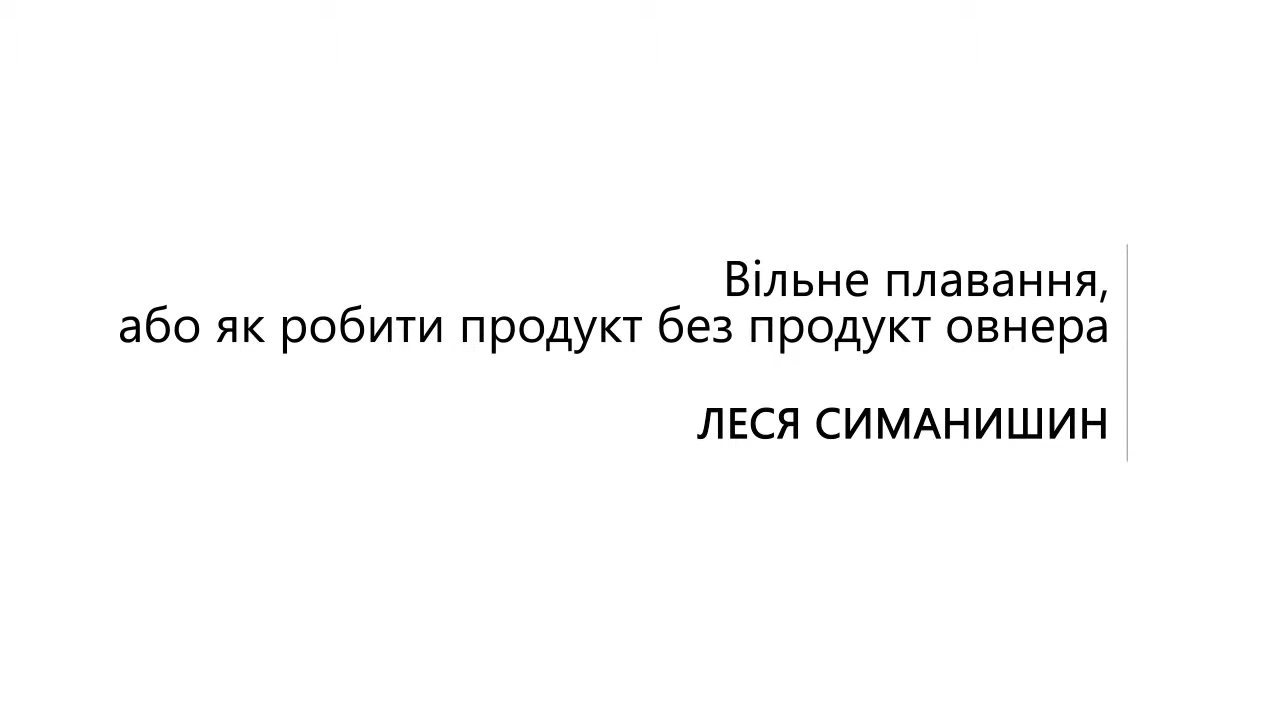 Вільне плавання,
або як робити продукт без продукт овнера
ЛЕСЯ СИМАНИШИН